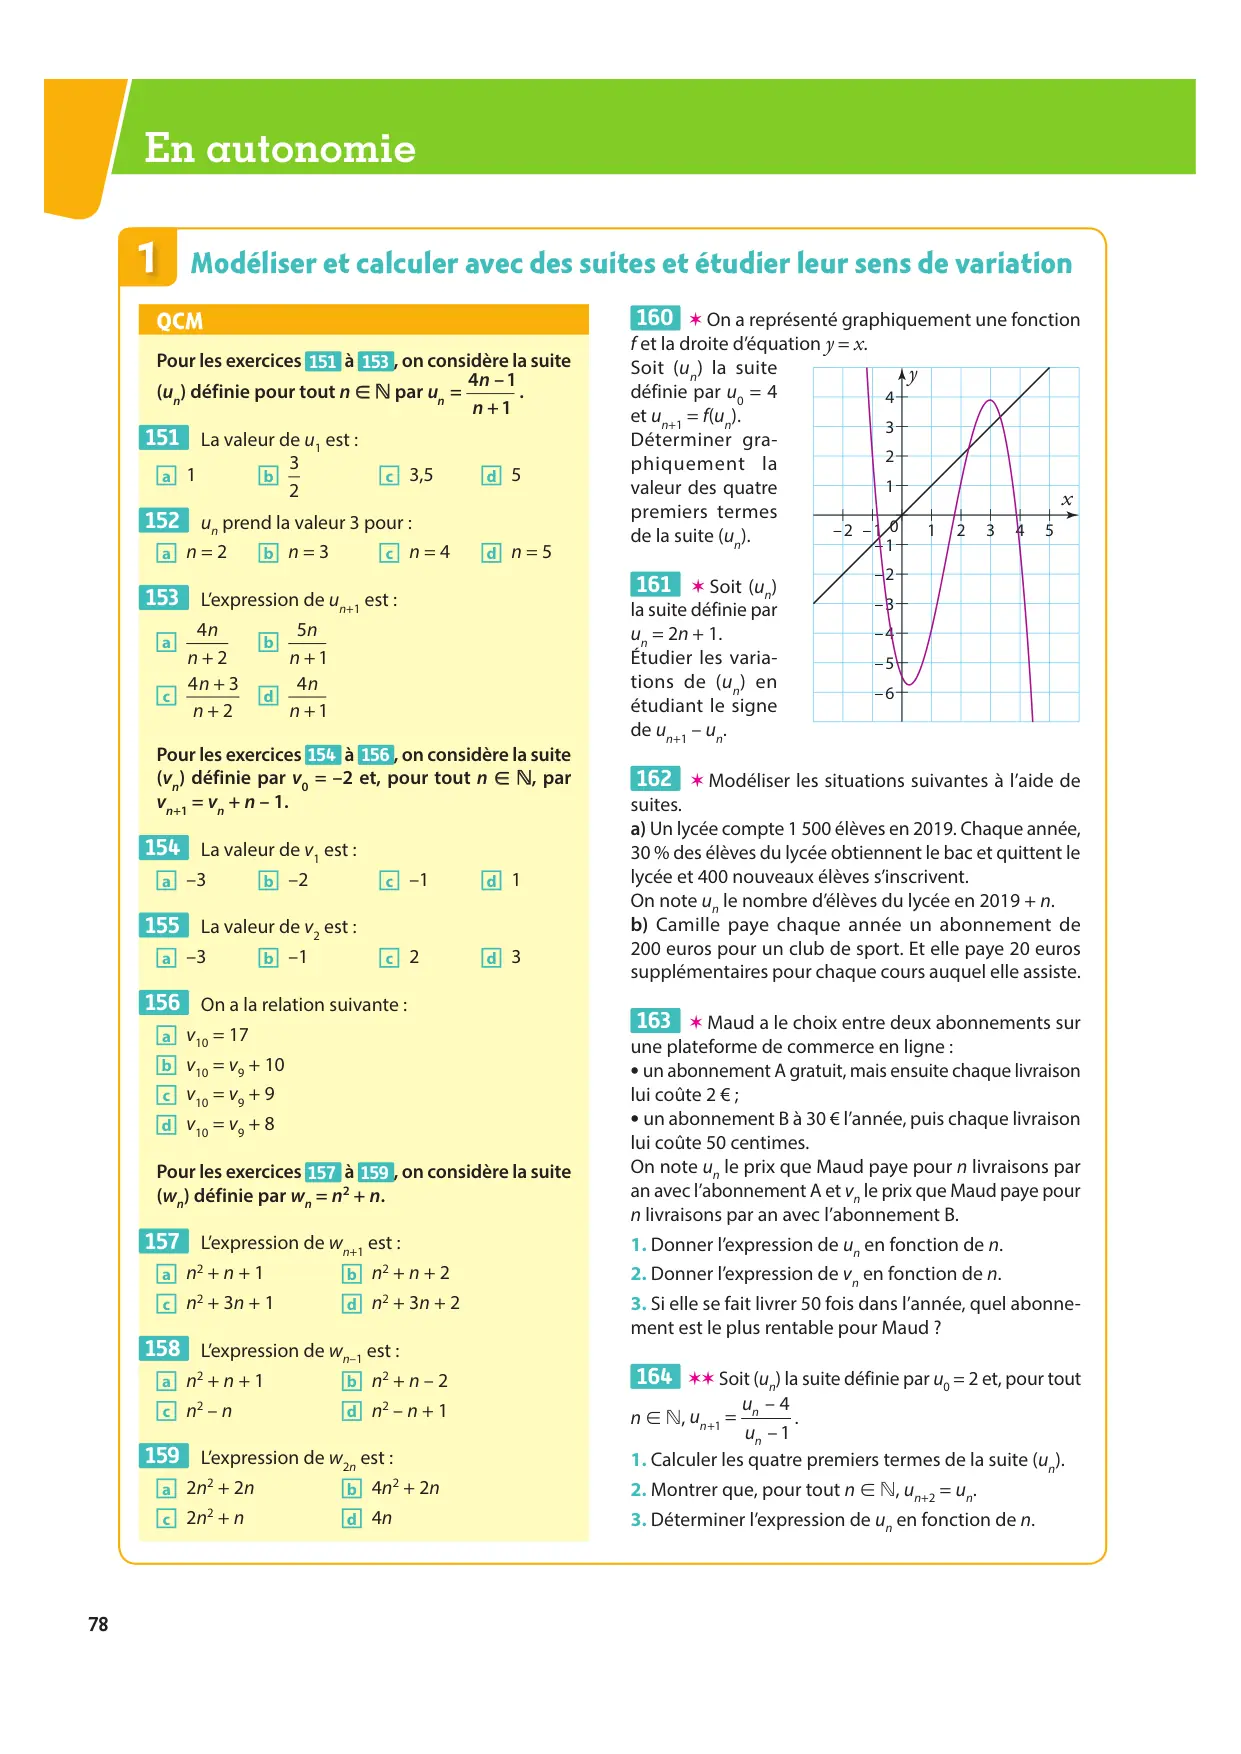 En autonomie
1 Modéliser et calculer avec des suites et étudier leur sens de variation
QCM
Pour les exercices 151 à 153, on considère la suite
(uₙ) définie pour tout n ∈ ℕ par uₙ = (4n – 1)/(n + 1).
151 La valeur de u₁ est :
a 1 b 3/2 c 3,5 d 5
152 uₙ prend la valeur 3 pour :
a n = 2 b n = 3 c n = 4 d n = 5
153 L’expression de uₙ₊₁ est :
a 4n/(n + 2) b 5n/(n + 1)
c (4n + 3)/(n + 2) d 4n/(n + 1)
Pour les exercices 154 à 156, on considère la suite
(vₙ) définie par v₀ = –2 et, pour tout n ∈ ℕ, par
vₙ₊₁ = vₙ + n – 1.
154 La valeur de v₁ est :
a –3 b –2 c –1 d 1
155 La valeur de v₂ est :
a –3 b –1 c 2 d 3
156 On a la relation suivante :
a v₁₀ = 17
b v₁₀ = v₉ + 10
c v₁₀ = v₉ + 9
d v₁₀ = v₉ + 8
Pour les exercices 157 à 159, on considère la suite
(wₙ) définie par wₙ = n² + n.
157 L’expression de wₙ₊₁ est :
a n² + n + 1 b n² + n + 2
c n² + 3n + 1 d n² + 3n + 2
158 L’expression de wₙ₋₁ est :
a n² + n + 1 b n² + n – 2
c n² – n d n² – n + 1
159 L’expression de w₂ₙ est :
a 2n² + 2n b 4n² + 2n
c 2n² + n d 4n
160 ✶ On a représenté graphiquement une fonction
f et la droite d’équation y = x.
Soit (uₙ) la suite
définie par u₀ = 4
et uₙ₊₁ = f(uₙ).
Déterminer gra-
phiquement la
valeur des quatre
premiers termes
de la suite (uₙ).
y
4
3
2
1
x
–2 –1 0 1 2 3 4 5
–1
–2
–3
–4
–5
–6
161 ✶ Soit (uₙ)
la suite définie par
uₙ = 2n + 1.
Étudier les varia-
tions de (uₙ) en
étudiant le signe
de uₙ₊₁ – uₙ.
162 ✶ Modéliser les situations suivantes à l’aide de
suites.
a) Un lycée compte 1 500 élèves en 2019. Chaque année,
30 % des élèves du lycée obtiennent le bac et quittent le
lycée et 400 nouveaux élèves s’inscrivent.
On note uₙ le nombre d’élèves du lycée en 2019 + n.
b) Camille paye chaque année un abonnement de
200 euros pour un club de sport. Et elle paye 20 euros
supplémentaires pour chaque cours auquel elle assiste.
163 ✶ Maud a le choix entre deux abonnements sur
une plateforme de commerce en ligne :
• un abonnement A gratuit, mais ensuite chaque livraison
lui coûte 2 € ;
• un abonnement B à 30 € l’année, puis chaque livraison
lui coûte 50 centimes.
On note uₙ le prix que Maud paye pour n livraisons par
an avec l’abonnement A et vₙ le prix que Maud paye pour
n livraisons par an avec l’abonnement B.
1. Donner l’expression de uₙ en fonction de n.
2. Donner l’expression de vₙ en fonction de n.
3. Si elle se fait livrer 50 fois dans l’année, quel abonne-
ment est le plus rentable pour Maud ?
164 ✶✶ Soit (uₙ) la suite définie par u₀ = 2 et, pour tout
n ∈ ℕ, uₙ₊₁ = (uₙ – 4)/(uₙ – 1).
1. Calculer les quatre premiers termes de la suite (uₙ).
2. Montrer que, pour tout n ∈ ℕ, uₙ₊₂ = uₙ.
3. Déterminer l’expression de uₙ en fonction de n.
78